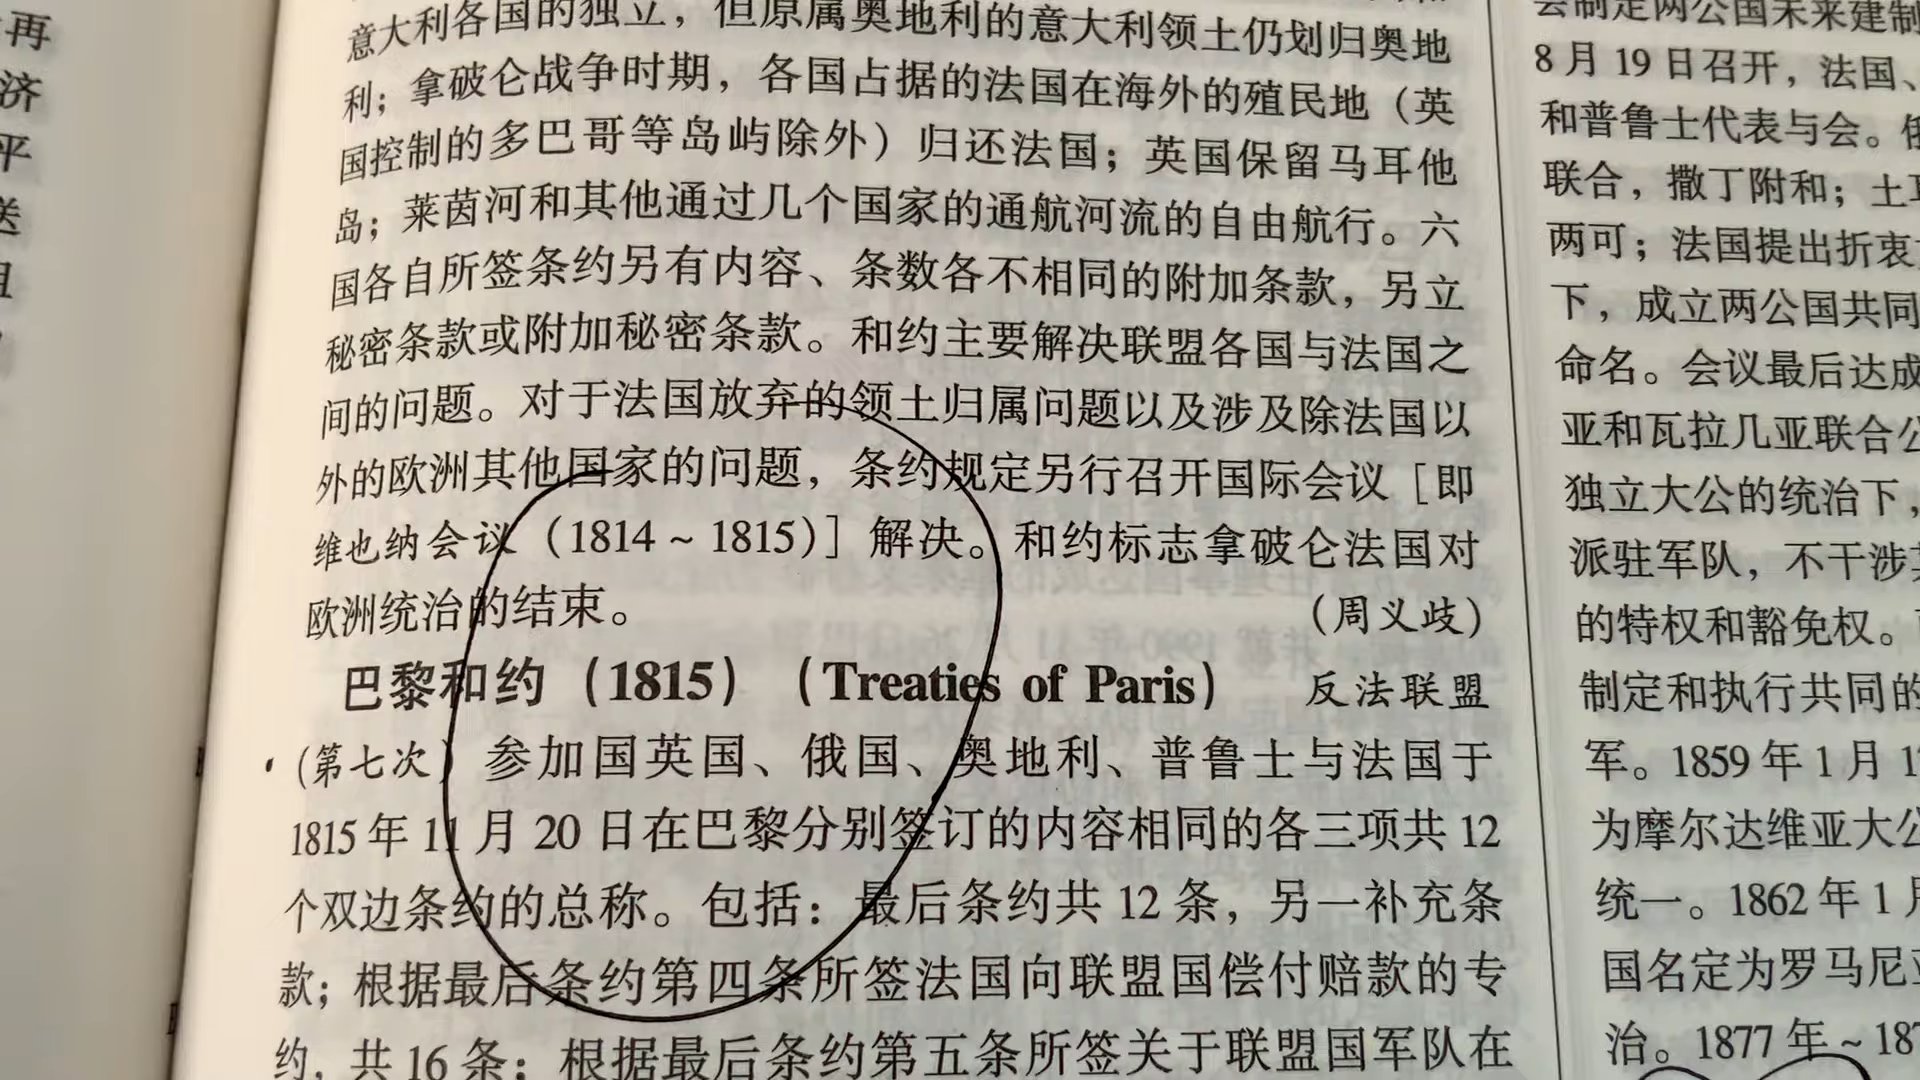 再
济
平
送
且
意大利各国的独立，但原属奥地利的意大利领土仍划归奥地
利；拿破仑战争时期，各国占据的法国在海外的殖民地（英
国控制的多巴哥等岛屿除外）归还法国；英国保留马耳他
岛；莱茵河和其他通过几个国家的通航河流的自由航行。六
国各自所签条约另有内容、条数各不相同的附加条款，另立
秘密条款或附加秘密条款。和约主要解决联盟各国与法国之
间的问题。对于法国放弃的领土归属问题以及涉及除法国以
外的欧洲其他国家的问题，条约规定另行召开国际会议［即
维也纳会议（1814～1815）］解决。和约标志拿破仑法国对
欧洲统治的结束。（周义歧）
巴黎和约（1815）（Treaties of Paris） 反法联盟
（第七次）参加国英国、俄国、奥地利、普鲁士与法国于
1815年11月20日在巴黎分别签订的内容相同的各三项共12
个双边条约的总称。包括：最后条约共12条，另一补充条
款；根据最后条约第四条所签法国向联盟国偿付赔款的专
约，共16条；根据最后条约第五条所签关于联盟国军队在
会制定两公国未来建制
8月19日召开，法国、
和普鲁士代表与会。
联合，撒丁附和；土
两可；法国提出折衷
下，成立两公国共同
命名。会议最后达成
亚和瓦拉几亚联合公
独立大公的统治下，
派驻军队，不干涉
的特权和豁免权。
制定和执行共同的
军。1859年1月
为摩尔达维亚大公
统一。1862年1月
国名定为罗马尼亚
治。1877年～187